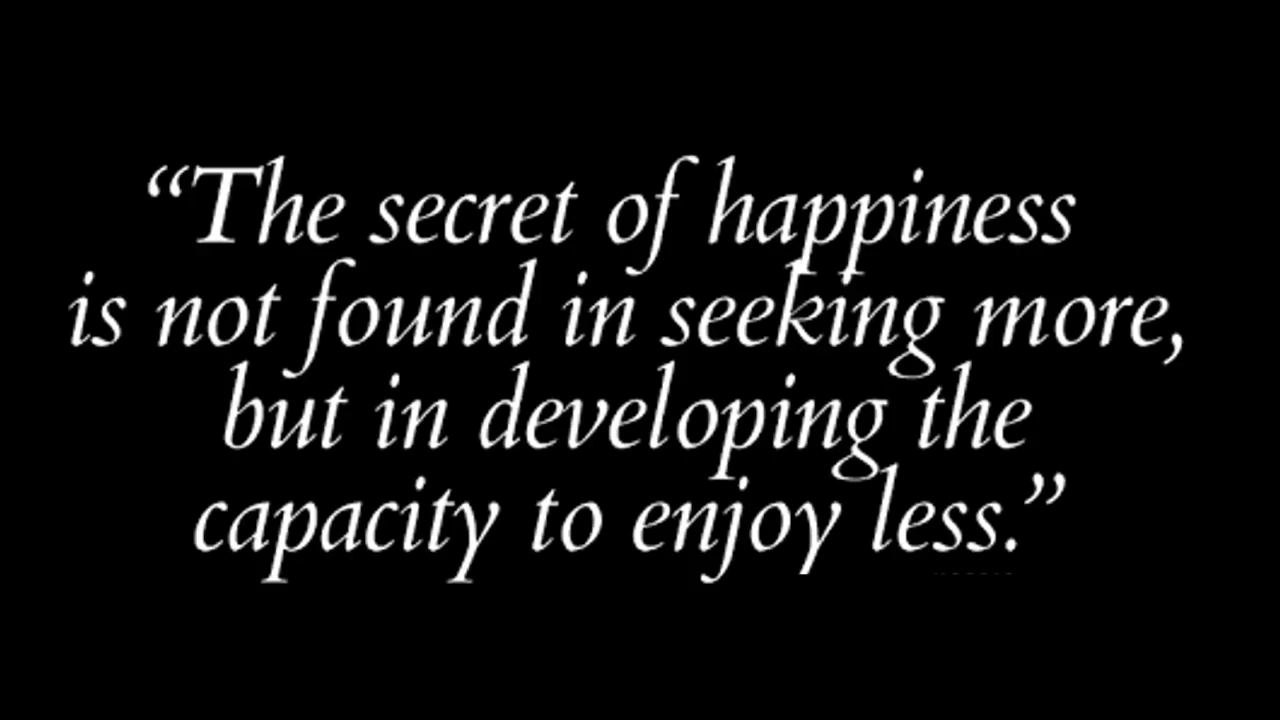 “The secret of happiness
is not found in seeking more,
but in developing the
capacity to enjoy less.”